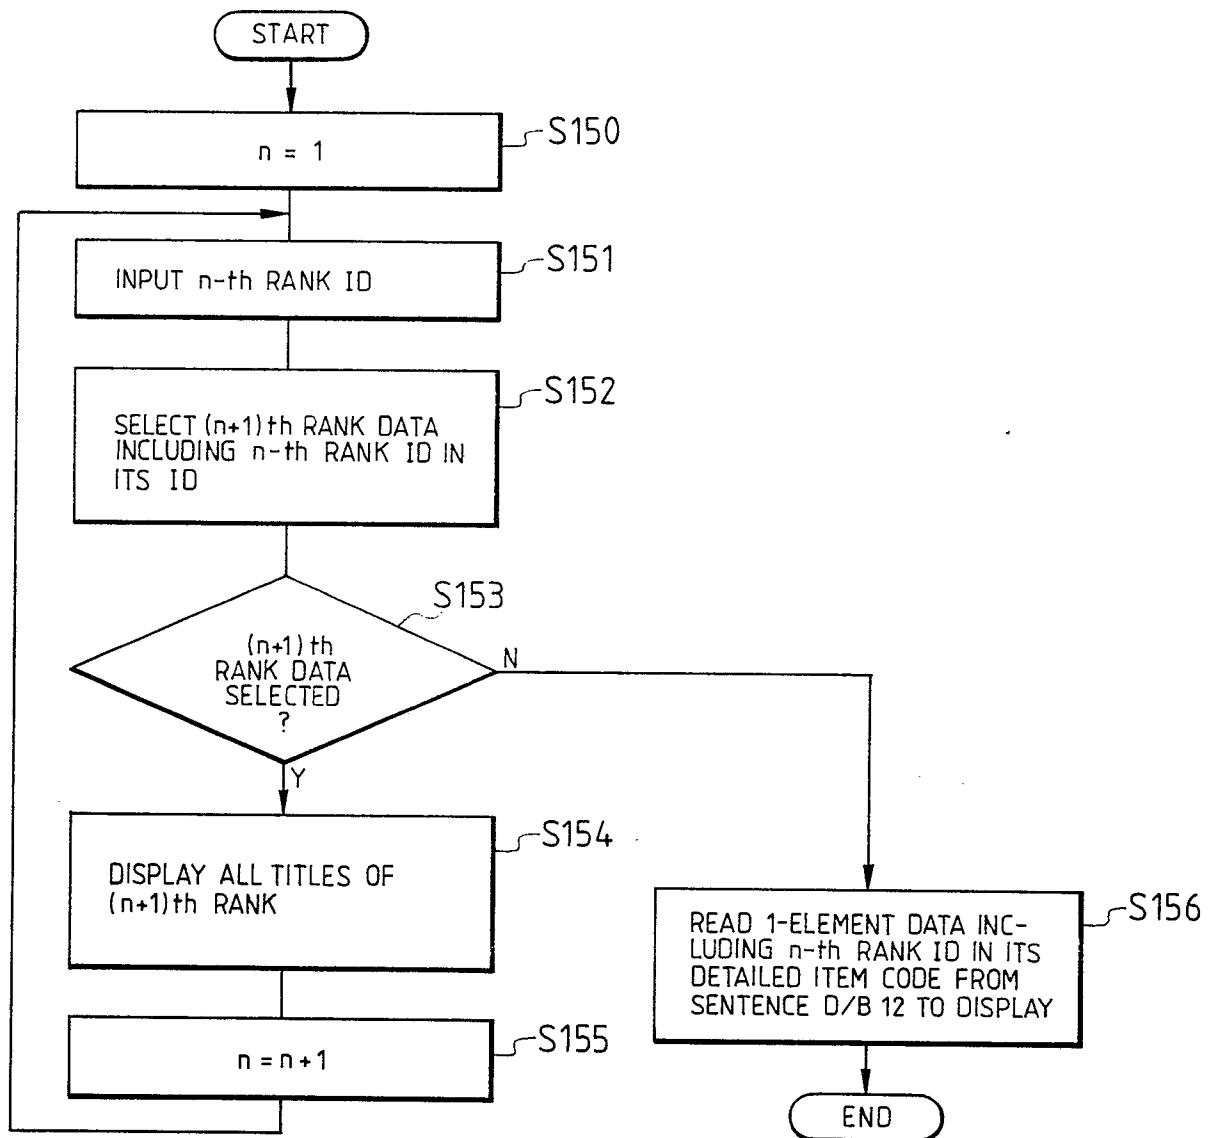 START
n = 1
S150
INPUT n-th RANK ID
S151
SELECT (n+1)th RANK DATA
INCLUDING n-th RANK ID IN
ITS ID
S152
S153
(n+1)th
RANK DATA
SELECTED
?
N
Y
DISPLAY ALL TITLES OF
(n+1)th RANK
S154
READ 1-ELEMENT DATA INC-
LUDING n-th RANK ID IN ITS
DETAILED ITEM CODE FROM
SENTENCE D/B 12 TO DISPLAY
S156
n = n+1
S155
END